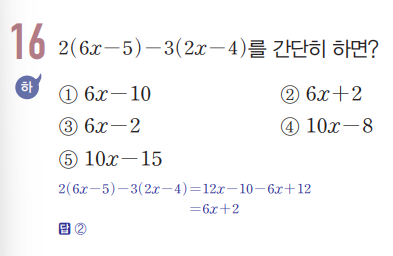 16
2(6x-5)-3(2x-4)를 간단히 하면?
하
① 6x-10 ② 6x+2
③ 6x-2 ④ 10x-8
⑤ 10x-15
2(6x-5)-3(2x-4)=12x-10-6x+12
=6x+2
답 ②